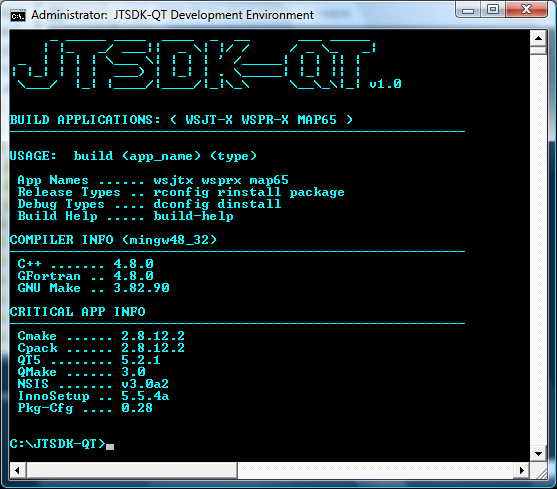 Administrator: JTSDK-QT Development Environment
JTSDK-QT v1.0
BUILD APPLICATIONS: ( WSJT-X WSPR-X MAP65 )
USAGE:  build (app_name) (type)
App Names ...... wsjtx wsprx map65
Release Types .. rconfig rinstall package
Debug Types .... dconfig dinstall
Build Help ..... build-help
COMPILER INFO (mingw48_32)
C++ ....... 4.8.0
GFortran .. 4.8.0
GNU Make .. 3.82.90
CRITICAL APP INFO
Cmake ...... 2.8.12.2
Cpack ...... 2.8.12.2
QT5 ........ 5.2.1
QMake ...... 3.0
NSIS ....... v3.0a2
InnoSetup .. 5.5.4a
Pkg-Cfg .... 0.28
C:\JTSDK-QT>